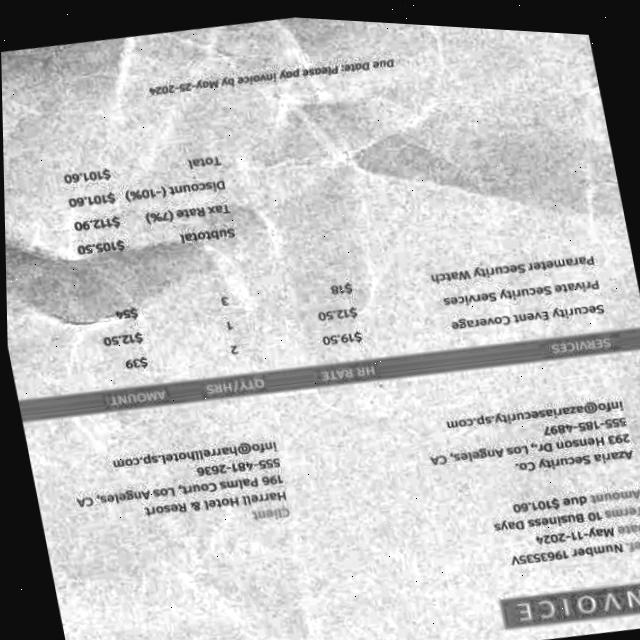 NVOICE
Number 196353SV
May-11-2024
10 Business Days
due $101.60
Azaria Security Co.
293 Henson Dr., Los Angeles, CA
555-185-4897
info@azariasecurity.sp.com
Client
Harrell Hotel & Resort
196 Palms Court, Los Angeles, CA
555-481-2636
info@harrellhotel.sp.com
SERVICES HR RATE QTY/HRS AMOUNT
Security Event Coverage $19.50 2 $39
Private Security Services $12.50 1 $12.50
Parameter Security Watch $18 3 $54
Subtotal $105.50
Tax Rate (7%) $112.90
Discount (-10%) $101.60
Total $101.60
Due Date: Please pay invoice by May-25-2024